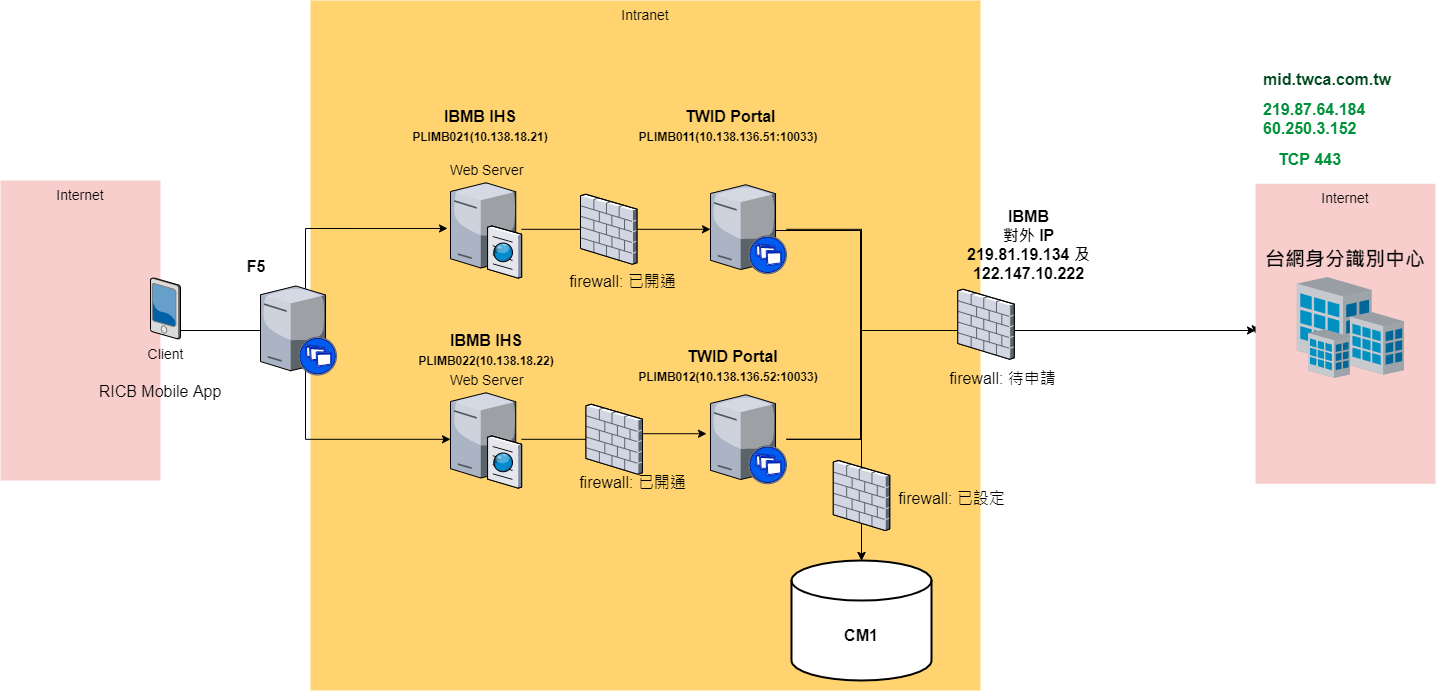 Intranet
Internet
Client
RICB Mobile App
F5
IBMB IHS
PLIMB021(10.138.18.21)
Web Server
firewall: 已開通
TWID Portal
PLIMB011(10.138.136.51:10033)
IBMB IHS
PLIMB022(10.138.18.22)
Web Server
firewall: 已開通
TWID Portal
PLIMB012(10.138.136.52:10033)
firewall: 已設定
CM1
IBMB
對外 IP
219.81.19.134 及
122.147.10.222
firewall: 待申請
mid.twca.com.tw
219.87.64.184
60.250.3.152
TCP 443
Internet
台網身分識別中心